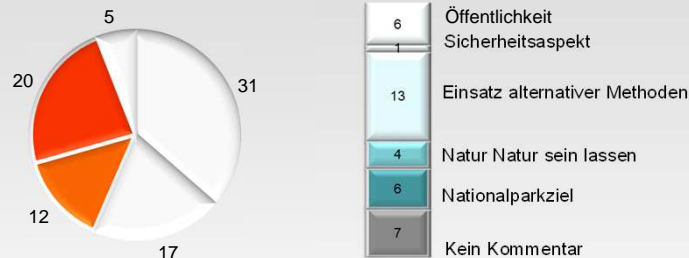 5
20
31
12
17
6 Öffentlichkeit
1 Sicherheitsaspekt
13 Einsatz alternativer Methoden
4 Natur Natur sein lassen
6 Nationalparkziel
7 Kein Kommentar